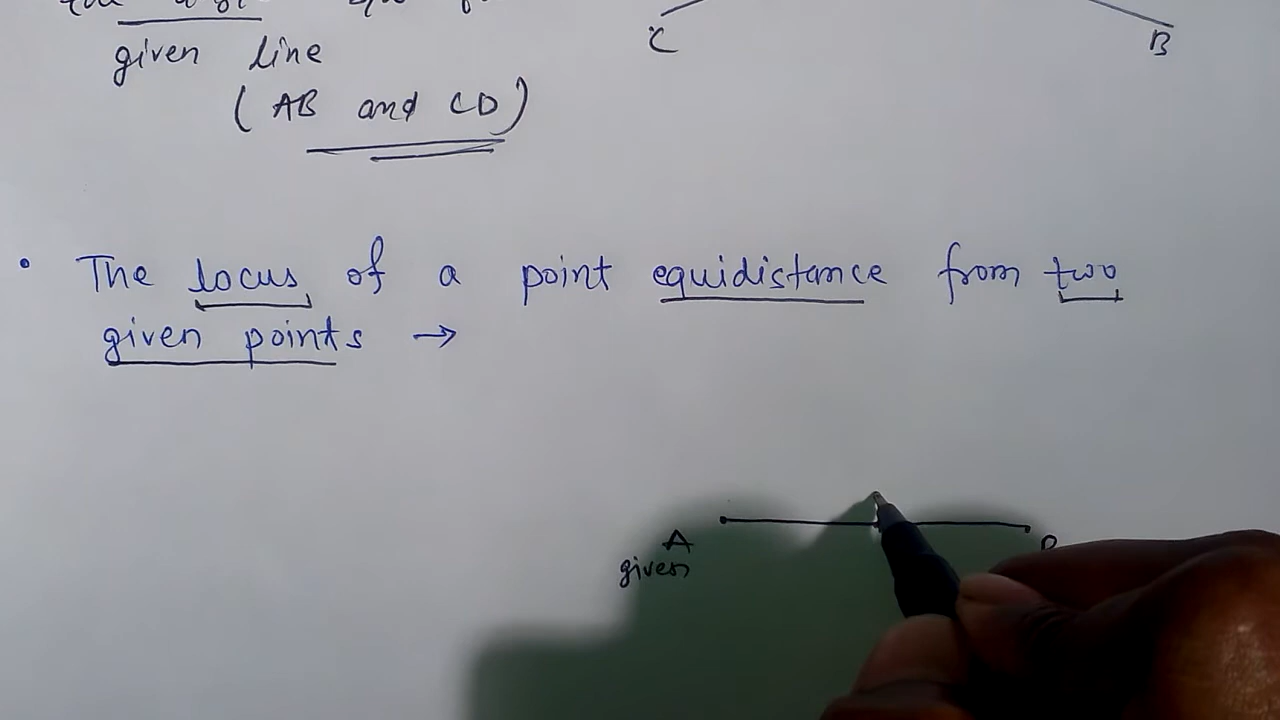 given line
(AB and CD)
C
B
• The locus of a point equidistance from two
given points →
A
given